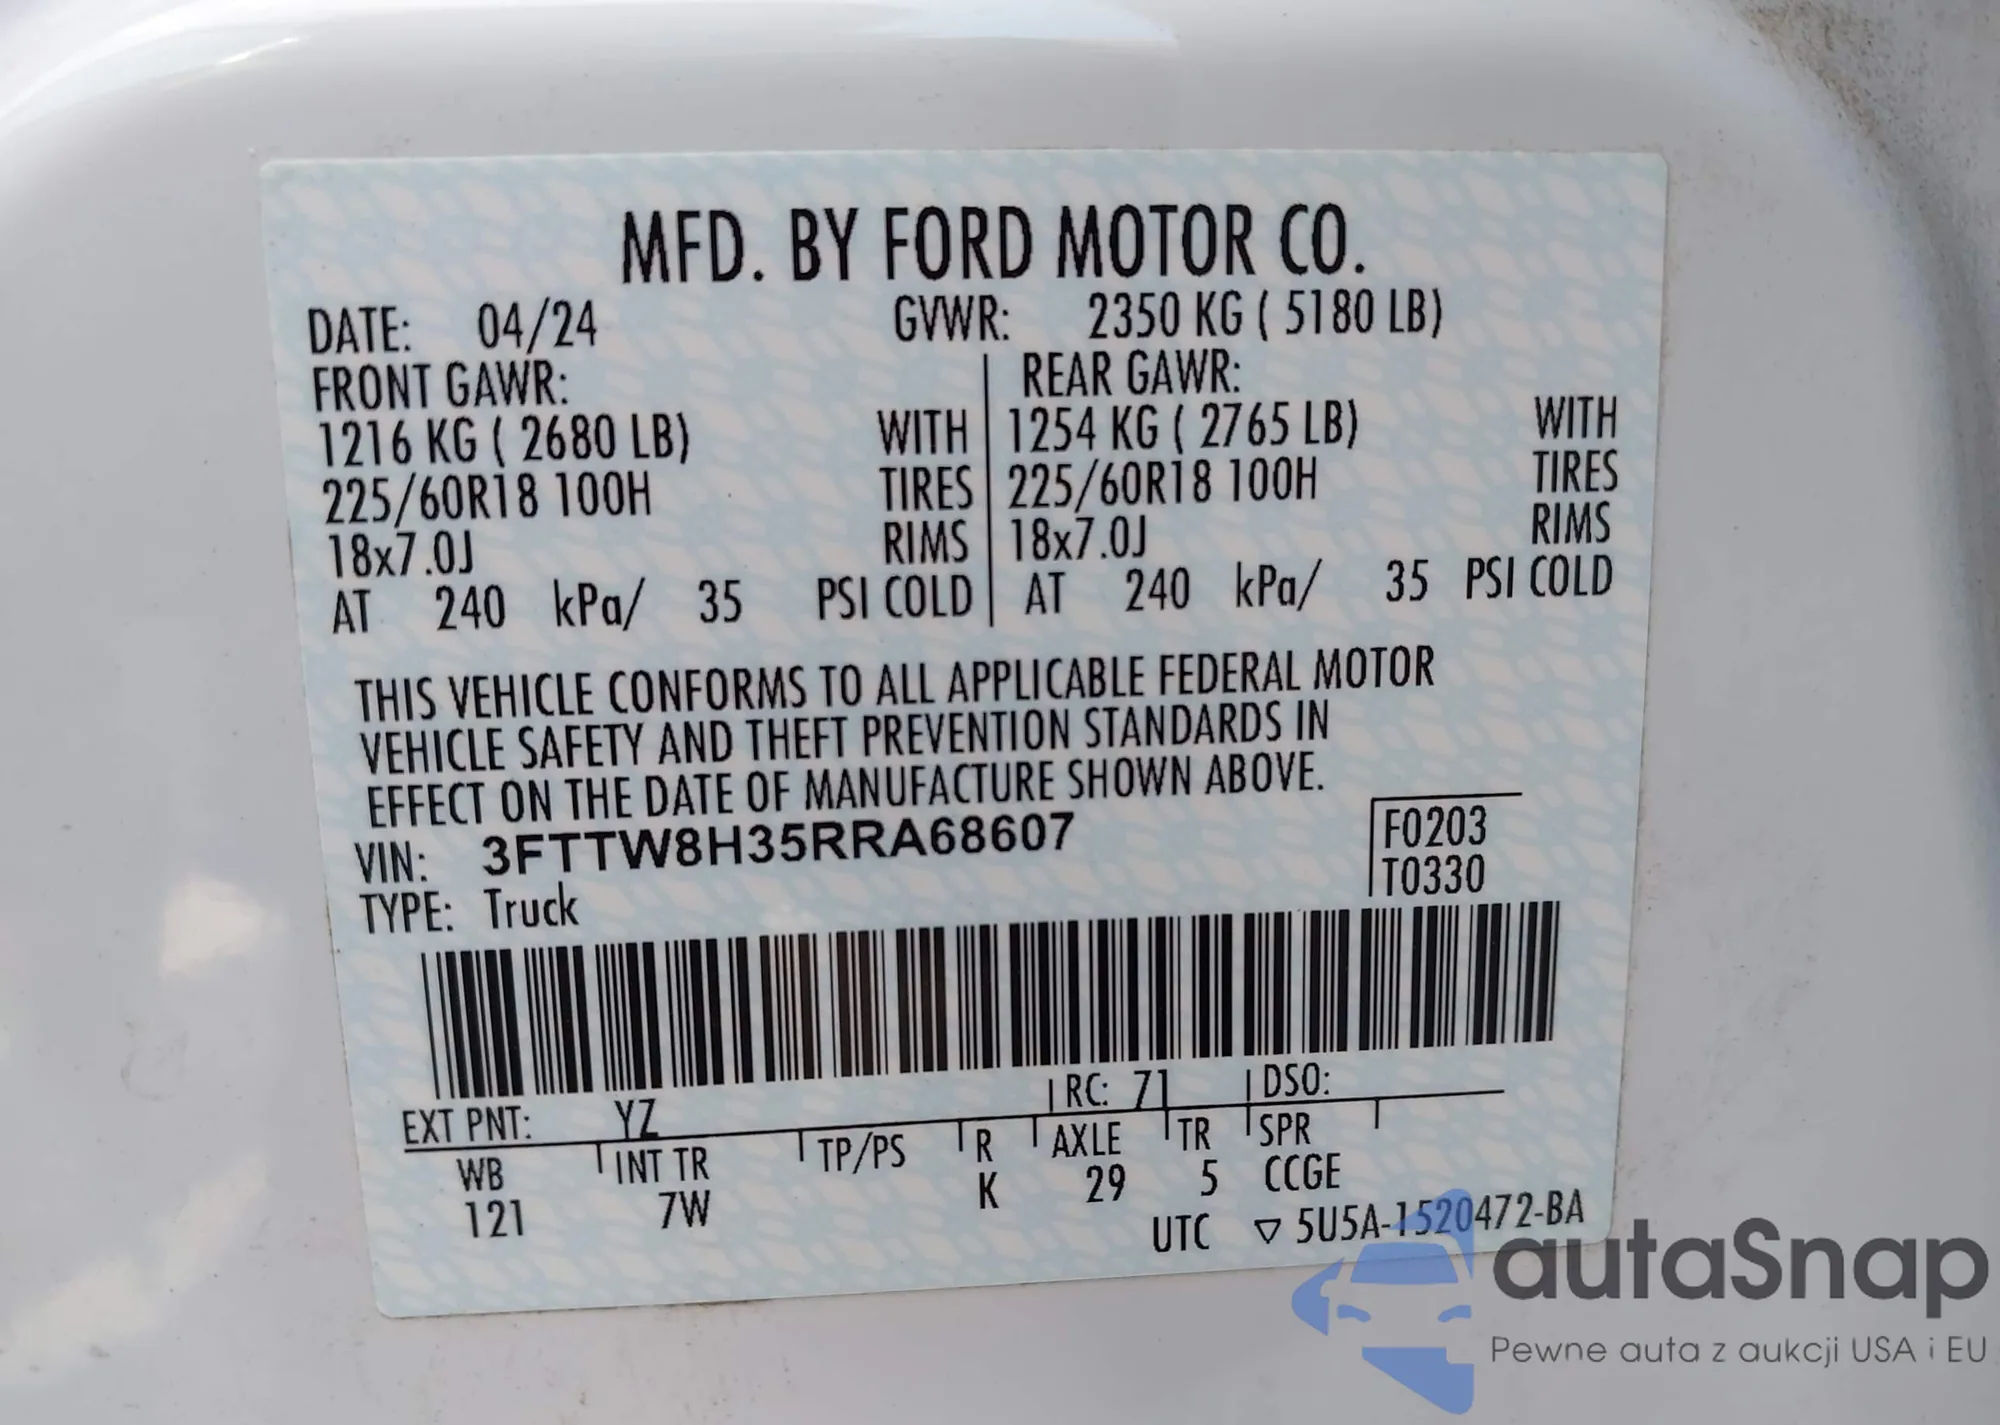 MFD. BY FORD MOTOR CO.
DATE: 04/24 GVWR: 2350 KG ( 5180 LB)
FRONT GAWR: REAR GAWR:
1216 KG ( 2680 LB) WITH 1254 KG ( 2765 LB) WITH
225/60R18 100H TIRES 225/60R18 100H TIRES
18x7.0J RIMS 18x7.0J RIMS
AT 240 kPa/ 35 PSI COLD AT 240 kPa/ 35 PSI COLD
THIS VEHICLE CONFORMS TO ALL APPLICABLE FEDERAL MOTOR
VEHICLE SAFETY AND THEFT PREVENTION STANDARDS IN
EFFECT ON THE DATE OF MANUFACTURE SHOWN ABOVE.
VIN: 3FTTW8H35RRA68607 F0203
TYPE: Truck T0330
EXT PNT: YZ RC: 71 DSO:
WB INT TR TP/PS R AXLE TR SPR
121 7W K 29 5 CCGE
UTC ▽ 5U5A-1520472-BA
autaSnap
Pewne auta z aukcji USA i EU